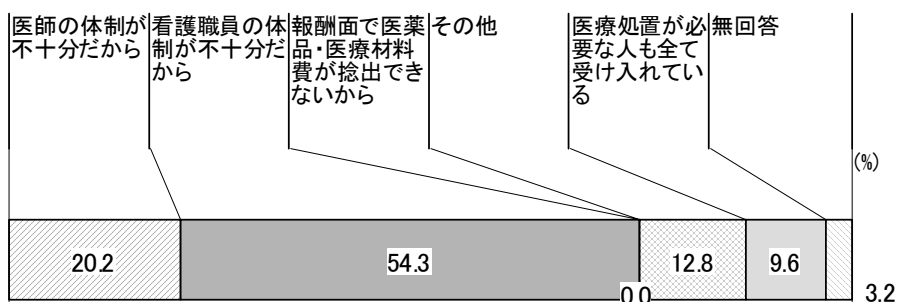 医師の体制が
不十分だから
看護職員の体
制が不十分だ
から
報酬面で医薬
品・医療材料
費が捻出でき
ないから
その他
医療処置が必
要な人も全て
受け入れてい
る
無回答
(%)
20.2
54.3
0.0
12.8
9.6
3.2